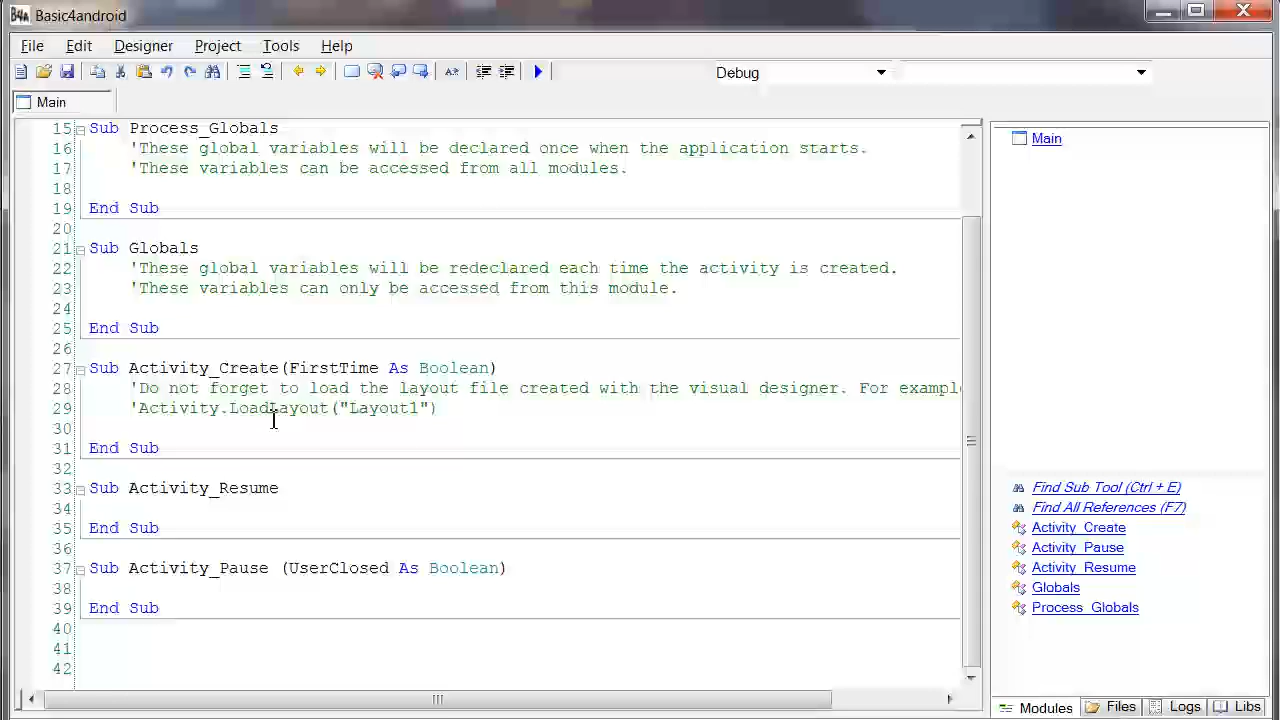 B4A Basic4android
File Edit Designer Project Tools Help
Debug
Main
15 Sub Process_Globals
16 'These global variables will be declared once when the application starts.
17 'These variables can be accessed from all modules.
18
19 End Sub
20
21 Sub Globals
22 'These global variables will be redeclared each time the activity is created.
23 'These variables can only be accessed from this module.
24
25 End Sub
26
27 Sub Activity_Create(FirstTime As Boolean)
28 'Do not forget to load the layout file created with the visual designer. For example
29 'Activity.LoadLayout("Layout1")
30
31 End Sub
32
33 Sub Activity_Resume
34
35 End Sub
36
37 Sub Activity_Pause (UserClosed As Boolean)
38
39 End Sub
40
41
42
Main
Find Sub Tool (Ctrl + E)
Find All References (F7)
Activity_Create
Activity_Pause
Activity_Resume
Globals
Process_Globals
Modules Files Logs Libs